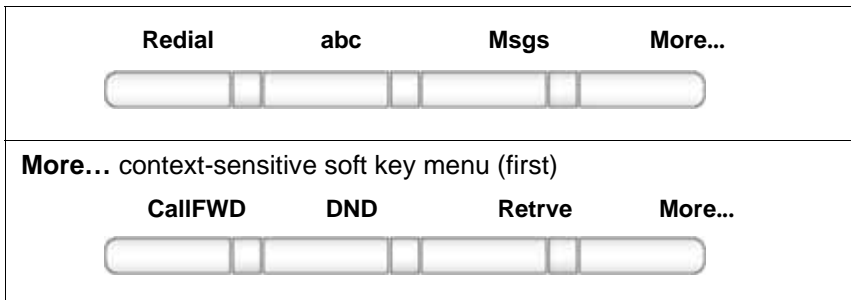 Redial abc Msgs More...
More... context-sensitive soft key menu (first)
CallFWD DND Retrve More...